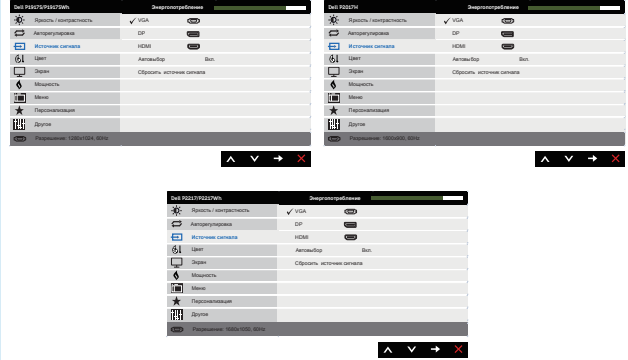 Dell P1917S/P1917SWh Энергопотребление
Яркость / контрастность VGA
Авторегулировка DP
Источник сигнала HDMI
Цвет Автовыбор Вкл.
Экран Сбросить источник сигнала
Мощность
Меню
Персонализация
Другое
Разрешение: 1280x1024, 60Hz
Dell P2017H Энергопотребление
Яркость / контрастность VGA
Авторегулировка DP
Источник сигнала HDMI
Цвет Автовыбор Вкл.
Экран Сбросить источник сигнала
Мощность
Меню
Персонализация
Другое
Разрешение: 1600x900, 60Hz
Dell P2217/P2217Wh Энергопотребление
Яркость / контрастность VGA
Авторегулировка DP
Источник сигнала HDMI
Цвет Автовыбор Вкл.
Экран Сбросить источник сигнала
Мощность
Меню
Персонализация
Другое
Разрешение: 1680x1050, 60Hz